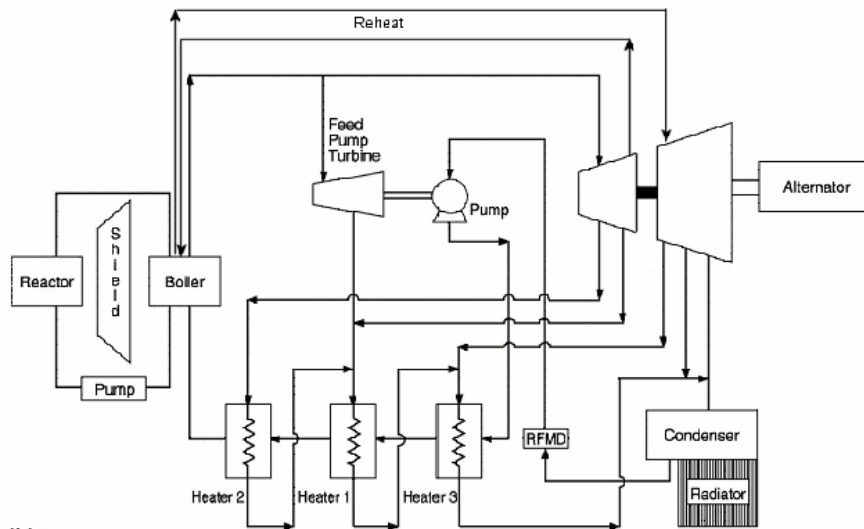 Reheat
Feed
Pump
Turbine
Pump
Alternator
Shield
Reactor
Boiler
Pump
RFMD
Condenser
Radiator
Heater 2
Heater 1
Heater 3